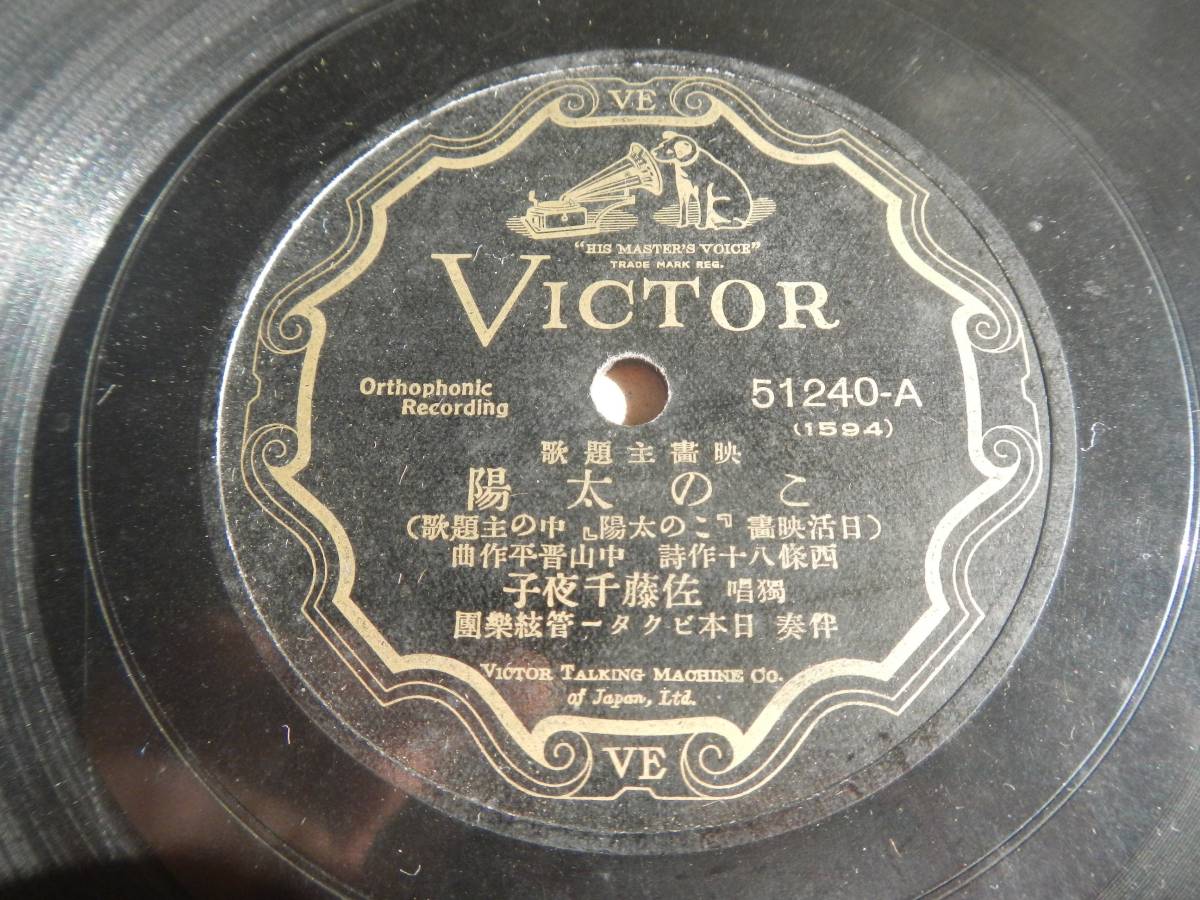 VE
"HIS MASTER'S VOICE"
TRADE MARK REG.
VICTOR
Orthophonic
Recording
51240-A
(1594)
映畫主題歌
この太陽
(日活映畫『この太陽』中の主題歌)
西條八十作詩 中山晋平作曲
獨唱 佐藤千夜子
伴奏 日本ビクター管絃樂團
VICTOR TALKING MACHINE CO.
of Japan, Ltd.
VE